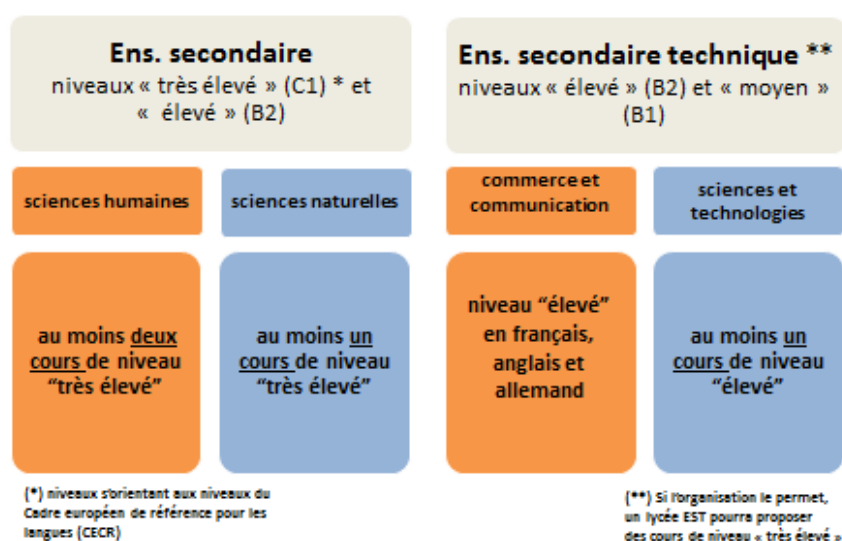 Ens. secondaire
niveaux « très élevé » (C1) * et
« élevé » (B2)
Ens. secondaire technique **
niveaux « élevé » (B2) et « moyen »
(B1)
sciences humaines
sciences naturelles
commerce et
communication
sciences et
technologies
au moins deux
cours de niveau
“très élevé”
au moins un
cours de niveau
“très élevé”
niveau “élevé”
en français,
anglais et
allemand
au moins un
cours de niveau
“élevé”
(*) niveaux s'orientant aux niveaux du
Cadre européen de référence pour les
langues (CECR)
(**) Si l'organisation le permet,
un lycée EST pourra proposer
des cours de niveau « très élevé »